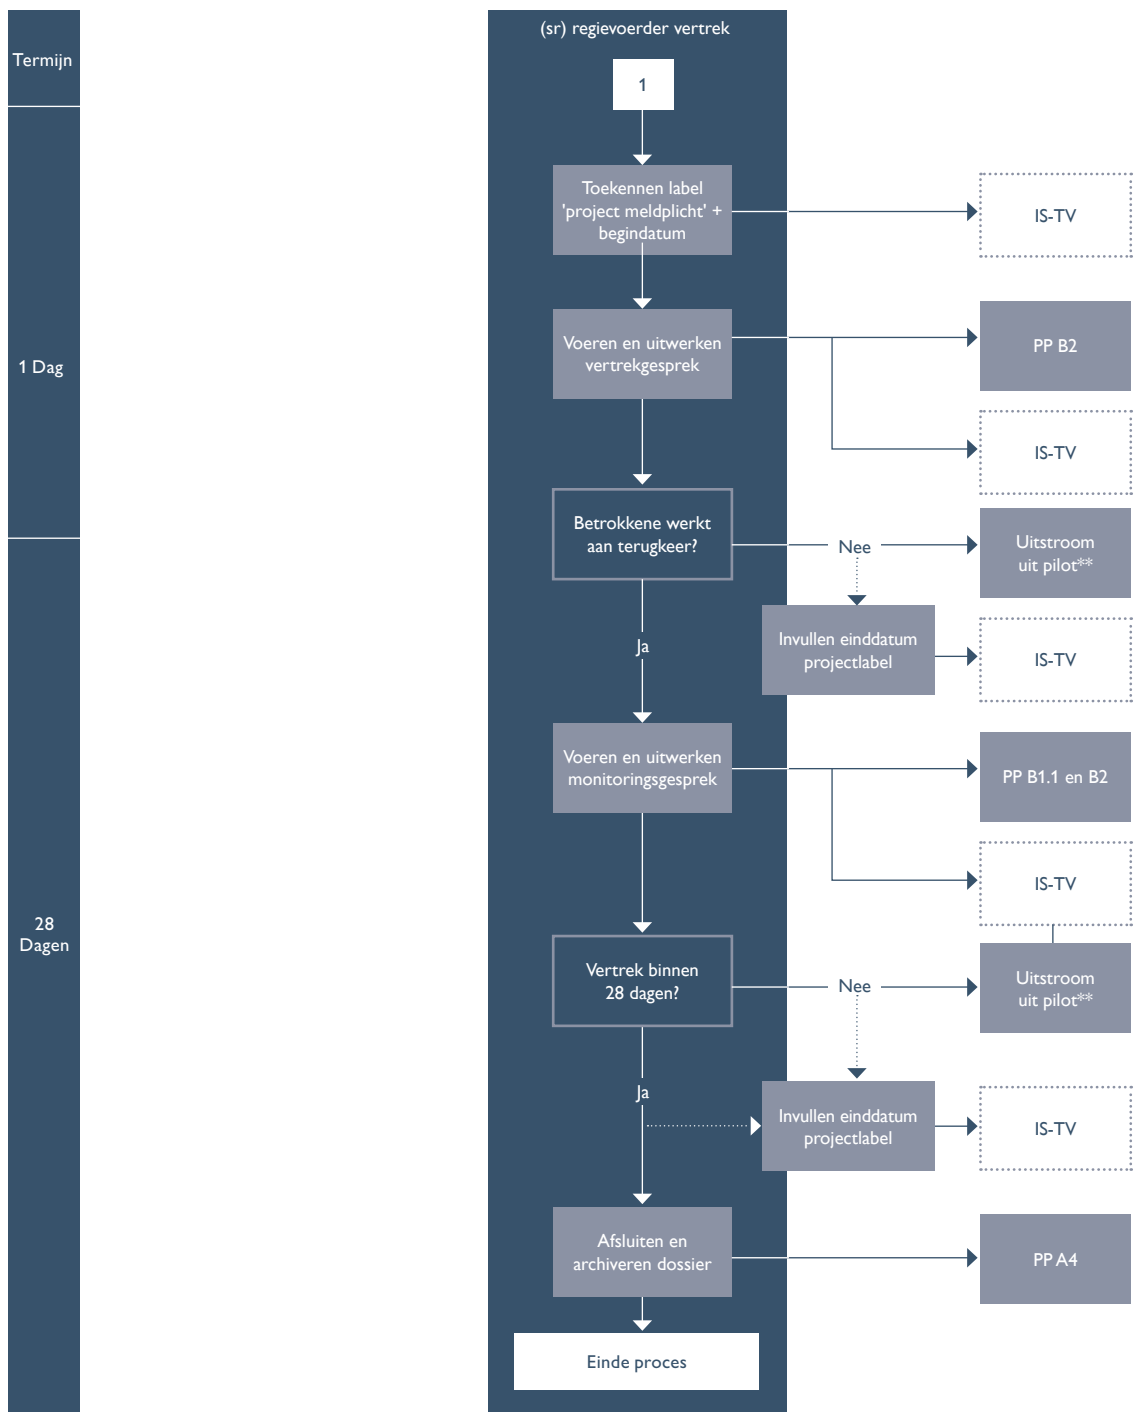 (sr) regievoerder vertrek
Termijn
1
Toekennen label
'project meldplicht' +
begindatum
IS-TV
1 Dag
Voeren en uitwerken
vertrekgesprek
PP B2
IS-TV
Betrokkene werkt
aan terugkeer?
Nee
Uitstroom
uit pilot**
Ja
Invullen einddatum
projectlabel
IS-TV
28
Dagen
Voeren en uitwerken
monitoringsgesprek
PP B1.1 en B2
IS-TV
Vertrek binnen
28 dagen?
Nee
Uitstroom
uit pilot**
Ja
Invullen einddatum
projectlabel
IS-TV
Afsluiten en
archiveren dossier
PP A4
Einde proces